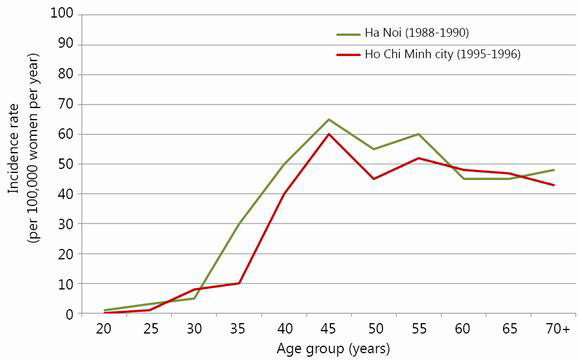 100
90
80
70
60
50
40
30
20
10
0
Incidence rate
(per 100,000 women per year)
Ha Noi (1988-1990)
Ho Chi Minh city (1995-1996)
20 25 30 35 40 45 50 55 60 65 70+
Age group (years)